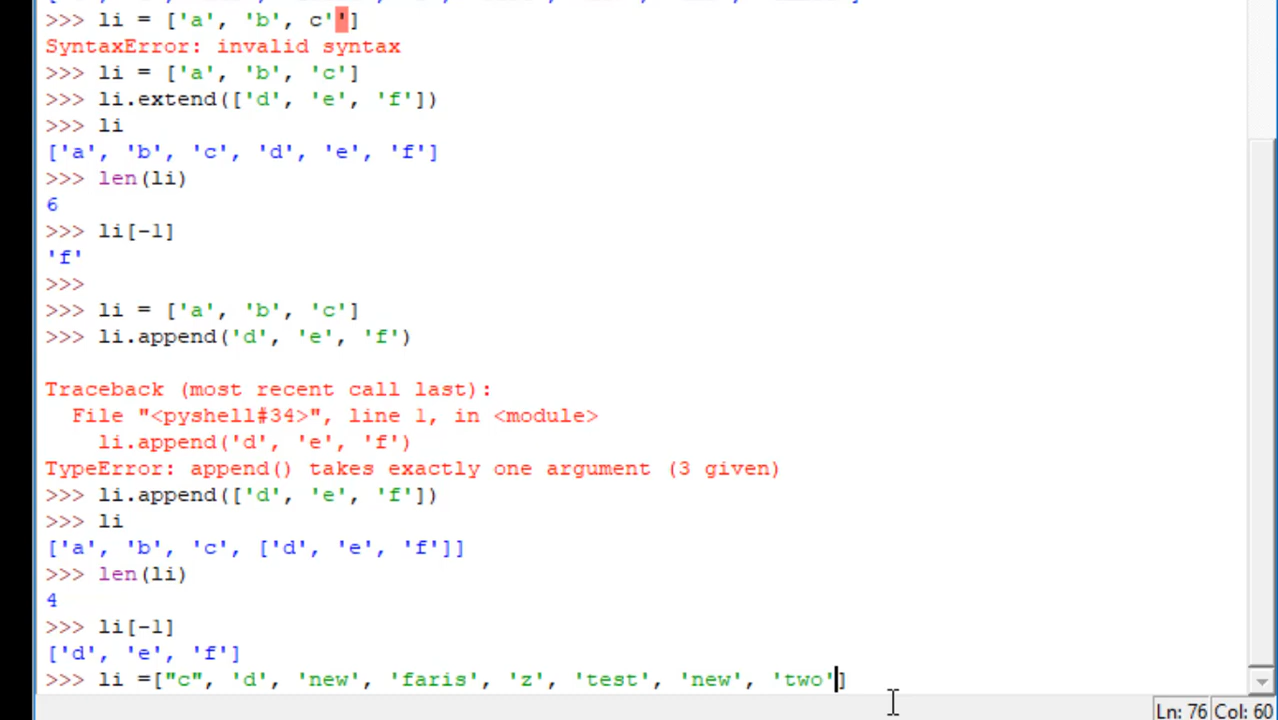 >>> li = ['a', 'b', c'']
SyntaxError: invalid syntax
>>> li = ['a', 'b', 'c']
>>> li.extend(['d', 'e', 'f'])
>>> li
['a', 'b', 'c', 'd', 'e', 'f']
>>> len(li)
6
>>> li[-1]
'f'
>>>
>>> li = ['a', 'b', 'c']
>>> li.append('d', 'e', 'f')
Traceback (most recent call last):
  File "<pyshell#34>", line 1, in <module>
    li.append('d', 'e', 'f')
TypeError: append() takes exactly one argument (3 given)
>>> li.append(['d', 'e', 'f'])
>>> li
['a', 'b', 'c', ['d', 'e', 'f']]
>>> len(li)
4
>>> li[-1]
['d', 'e', 'f']
>>> li =["c", 'd', 'new', 'faris', 'z', 'test', 'new', 'two']
Ln: 76 Col: 60